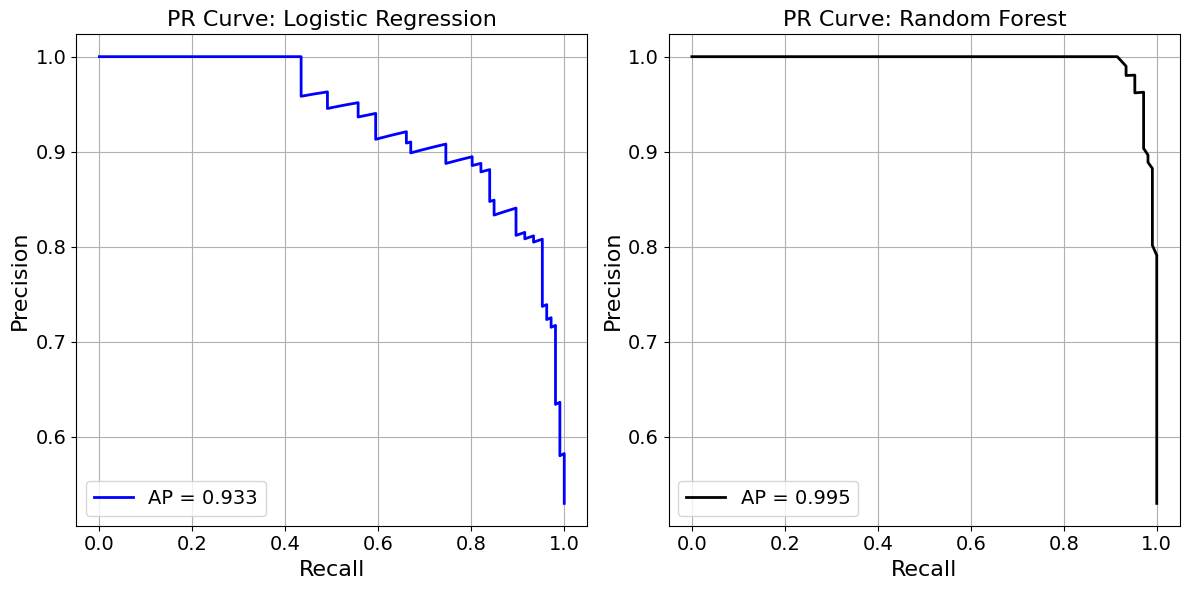 PR Curve: Logistic Regression
1.0
0.9
0.8
0.7
0.6
Precision
AP = 0.933
0.0 0.2 0.4 0.6 0.8 1.0
Recall
PR Curve: Random Forest
1.0
0.9
0.8
0.7
0.6
Precision
AP = 0.995
0.0 0.2 0.4 0.6 0.8 1.0
Recall